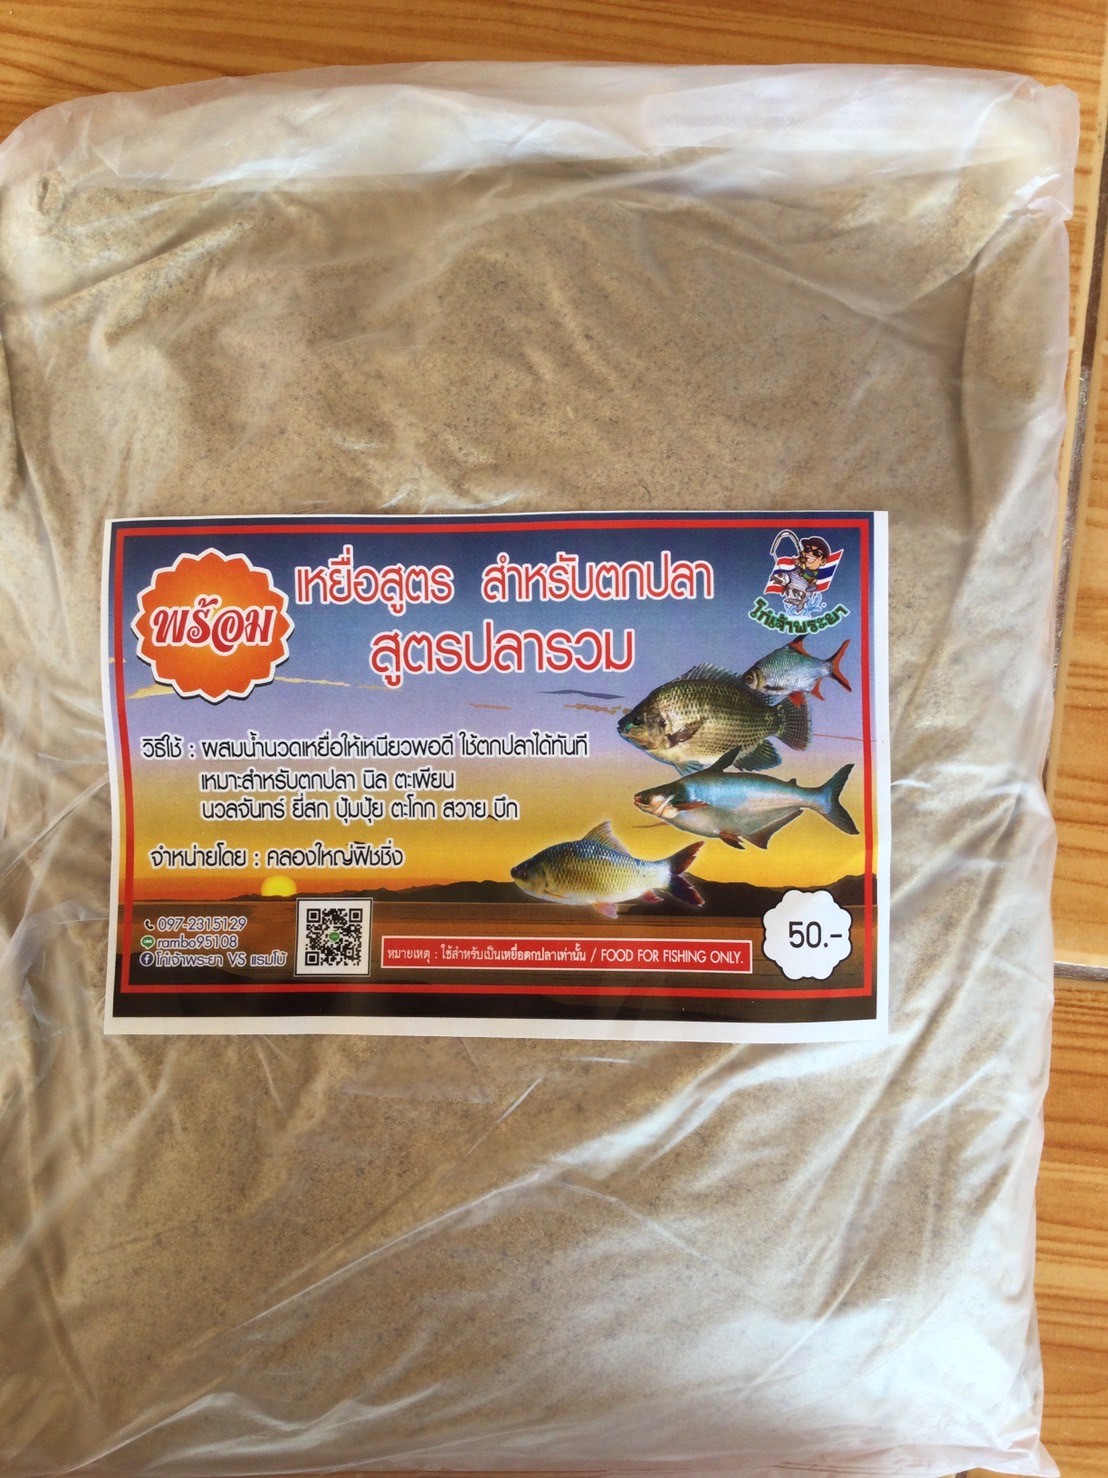 พร้อม
เหยื่อสูตร สำหรับตกปลา
สูตรปลารวม
โก๋เจ้าพระยา
วิธีใช้ : ผสมน้ำนวดเหยื่อให้เหนียวพอดี ใช้ตกปลาได้ทันที
เหมาะสำหรับตกปลา นิล ตะเพียน
นวลจันทร์ ยี่สก ปุ้มปุ้ย ตะโกก สวาย บึก
จำหน่ายโดย : คลองใหญ่ฟิชชิ่ง
097-2315129
rambo95108
โก๋เจ้าพระยา VS แรมโบ้
หมายเหตุ : ใช้สำหรับเป็นเหยื่อตกปลาเท่านั้น / FOOD FOR FISHING ONLY.
50.-